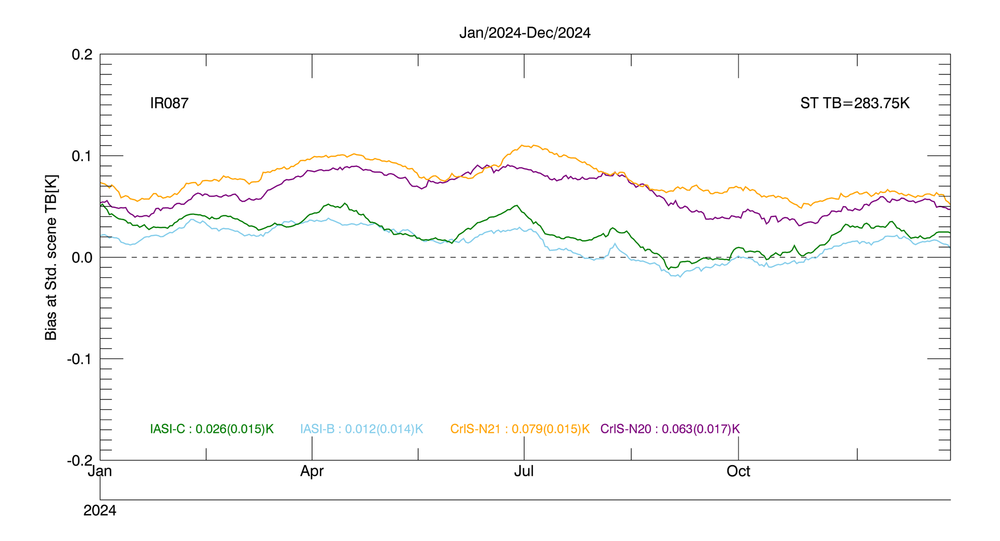 Jan/2024-Dec/2024
0.2
IR087
ST TB=283.75K
0.1
Bias at Std. scene TB[K]
0.0
-0.1
IASI-C : 0.026(0.015)K
IASI-B : 0.012(0.014)K
CrIS-N21 : 0.079(0.015)K
CrIS-N20 : 0.063(0.017)K
-0.2
Jan
Apr
Jul
Oct
2024